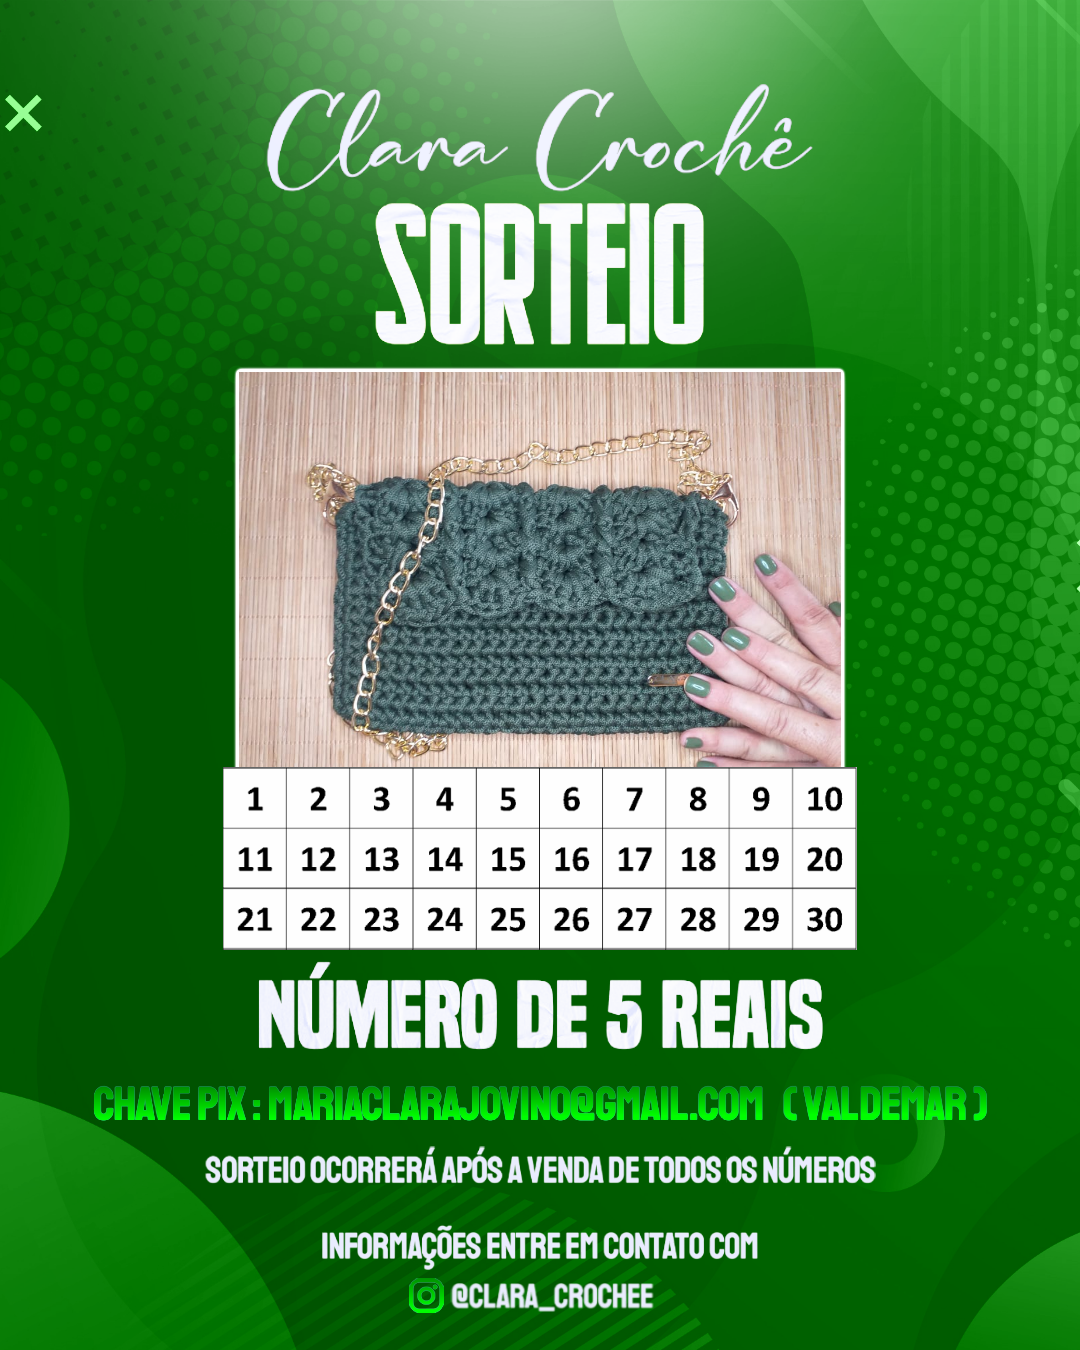 Clara Crochê
SORTEIO
1 2 3 4 5 6 7 8 9 10
11 12 13 14 15 16 17 18 19 20
21 22 23 24 25 26 27 28 29 30
NÚMERO DE 5 REAIS
CHAVE PIX : MARIACLARAJOVINO@GMAIL.COM ( VALDEMAR )
SORTEIO OCORRERÁ APÓS A VENDA DE TODOS OS NÚMEROS
INFORMAÇÕES ENTRE EM CONTATO COM
@CLARA_CROCHEE